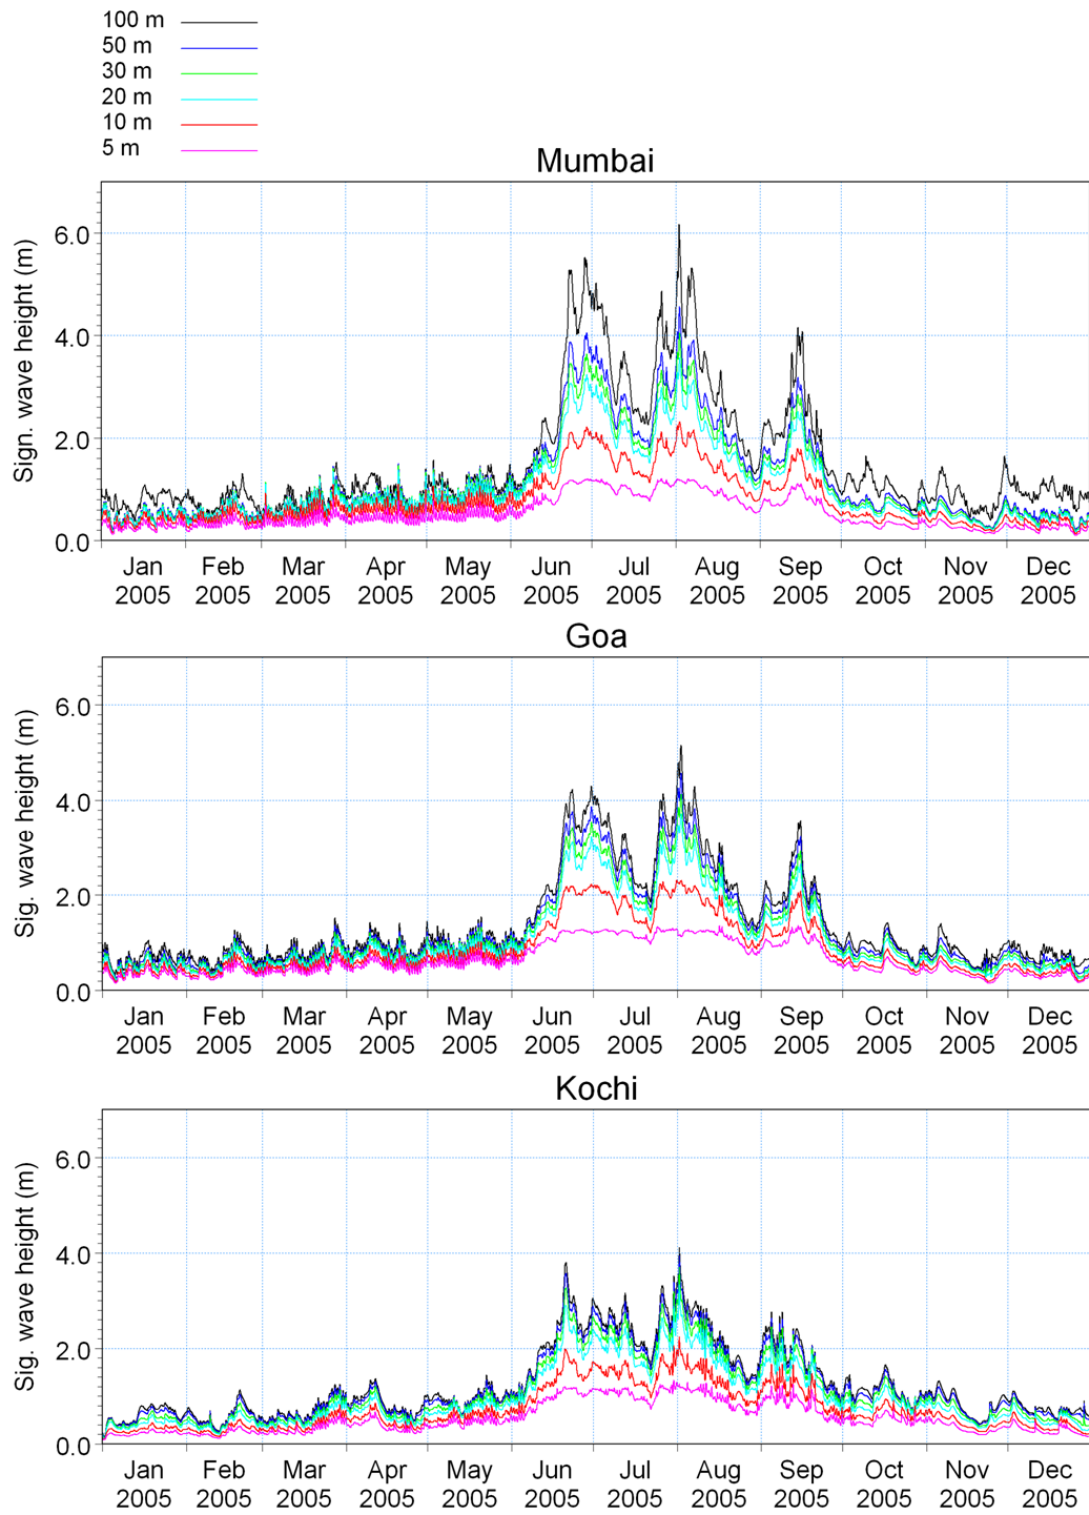 100 m
50 m
30 m
20 m
10 m
5 m
Mumbai
Sign. wave height (m)
6.0
4.0
2.0
0.0
Jan Feb Mar Apr May Jun Jul Aug Sep Oct Nov Dec
2005 2005 2005 2005 2005 2005 2005 2005 2005 2005 2005 2005
Goa
Sig. wave height (m)
6.0
4.0
2.0
0.0
Jan Feb Mar Apr May Jun Jul Aug Sep Oct Nov Dec
2005 2005 2005 2005 2005 2005 2005 2005 2005 2005 2005 2005
Kochi
Sig. wave height (m)
6.0
4.0
2.0
0.0
Jan Feb Mar Apr May Jun Jul Aug Sep Oct Nov Dec
2005 2005 2005 2005 2005 2005 2005 2005 2005 2005 2005 2005